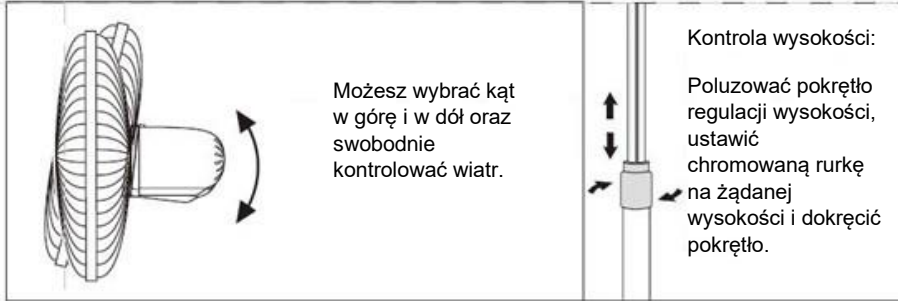 Możesz wybrać kąt
w górę i w dół oraz
swobodnie
kontrolować wiatr.
Kontrola wysokości:
Poluzować pokrętło
regulacji wysokości,
ustawić
chromowaną rurkę
na żądanej
wysokości i dokręcić
pokrętło.